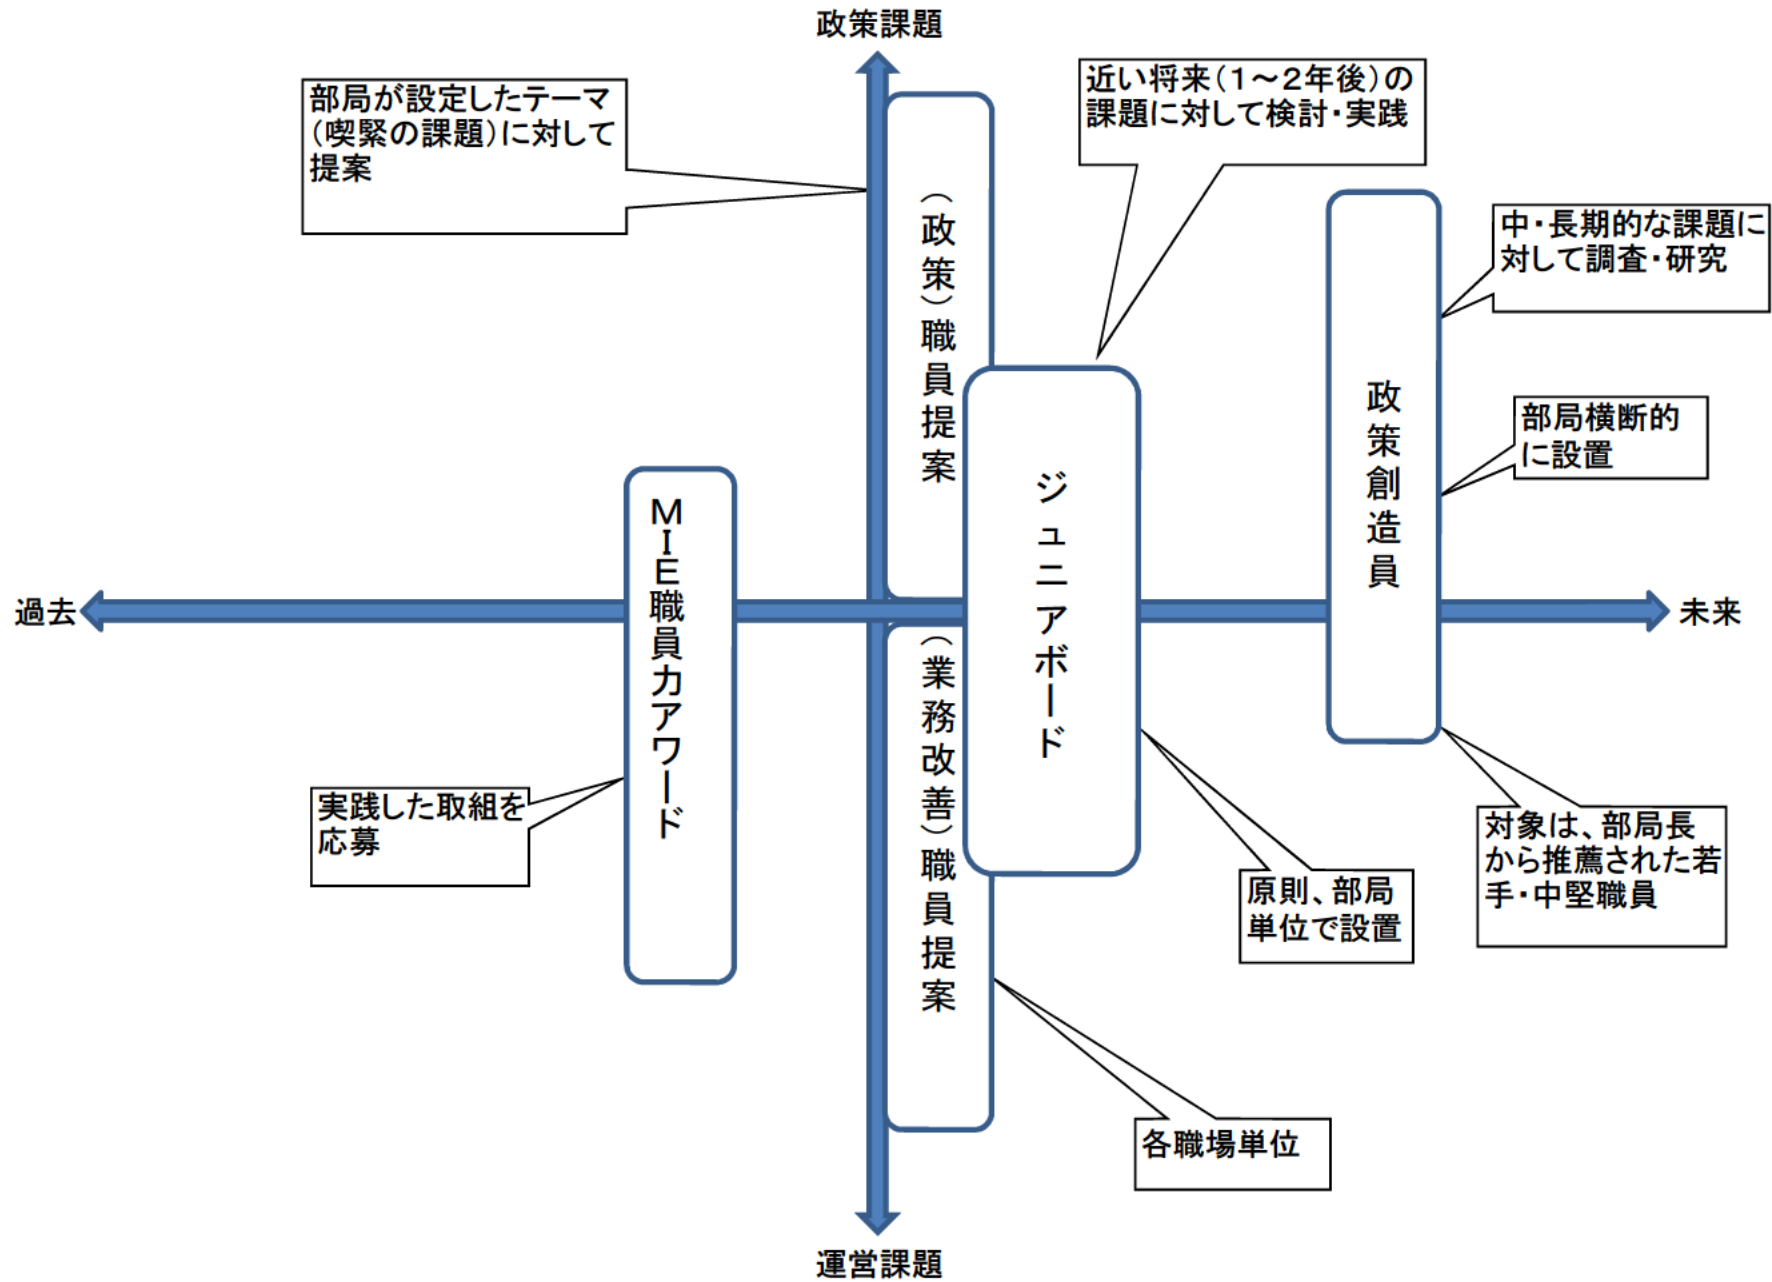 政策課題
部局が設定したテーマ
（喫緊の課題）に対して
提案
近い将来（１～２年後）の
課題に対して検討・実践
（政策）職員提案
中・長期的な課題に
対して調査・研究
政策創造員
部局横断的
に設置
ジュニアボード
ＭＩＥ職員力アワード
過去
未来
（業務改善）職員提案
実践した取組を
応募
対象は、部局長
から推薦された若
手・中堅職員
原則、部局
単位で設置
各職場単位
運営課題